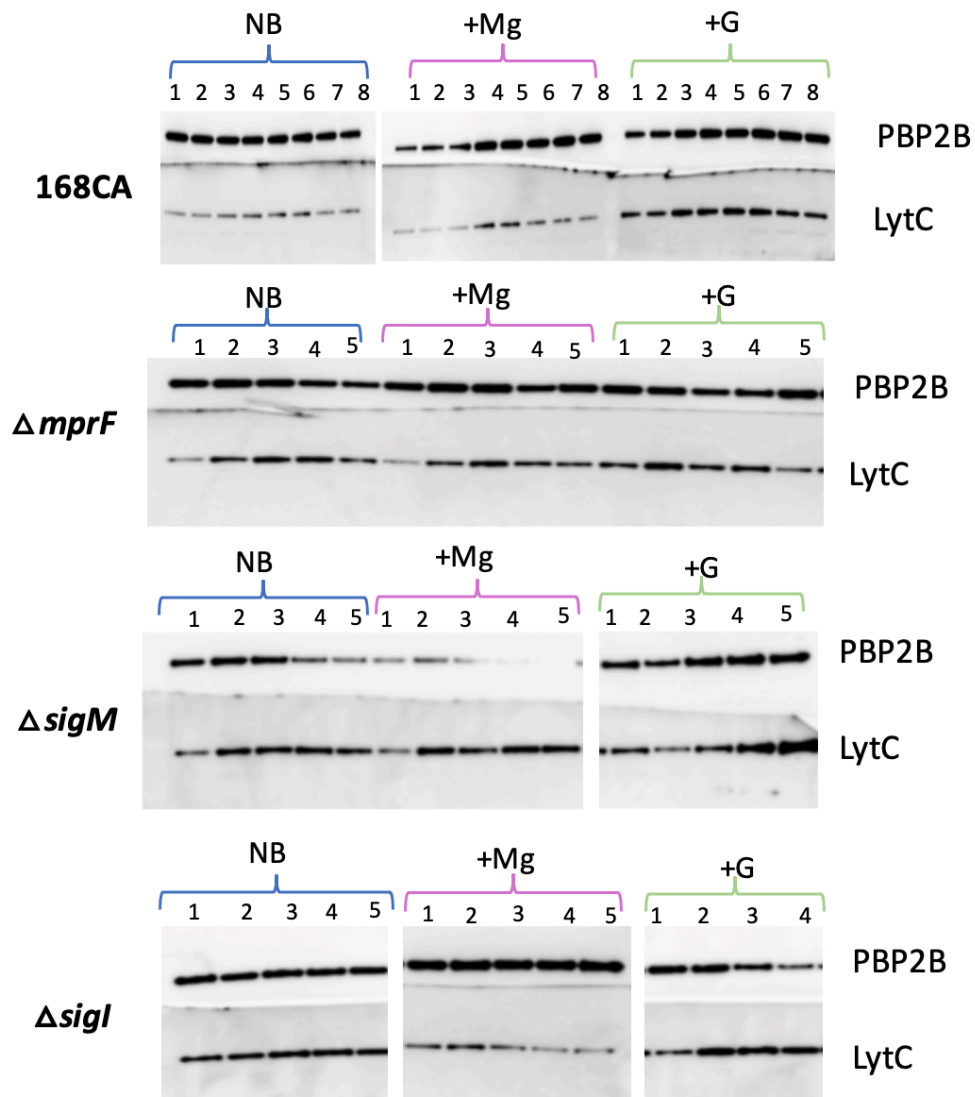 NB +Mg +G
1 2 3 4 5 6 7 8 1 2 3 4 5 6 7 8 1 2 3 4 5 6 7 8
PBP2B
168CA
LytC
NB +Mg +G
1 2 3 4 5 1 2 3 4 5 1 2 3 4 5
PBP2B
Δ mprF
LytC
NB +Mg +G
1 2 3 4 5 1 2 3 4 5 1 2 3 4 5
PBP2B
Δ sigM
LytC
NB +Mg +G
1 2 3 4 5 1 2 3 4 5 1 2 3 4
PBP2B
ΔsigI
LytC